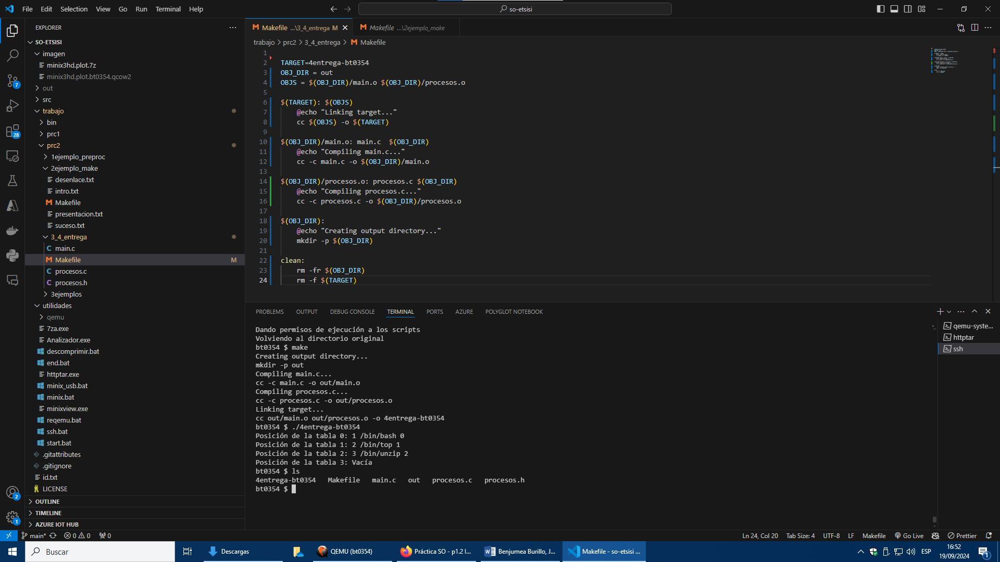 File Edit Selection View Go Run Terminal Help
so-etsisi
EXPLORER
SO-ETSISI
imagen
minix3hd.plot.7z
minix3hd.plot.bt0354.qcow2
out
src
trabajo
bin
prc1
prc2
1ejemplo_preproc
2ejemplo_make
desenlace.txt
intro.txt
Makefile
presentacion.txt
suceso.txt
3_4_entrega
main.c
Makefile M
procesos.c
procesos.h
3ejemplos
utilidades
qemu
7za.exe
Analizador.exe
descomprimir.bat
end.bat
httptar.exe
minix_usb.bat
minix.bat
minixview.exe
reqemu.bat
ssh.bat
start.bat
.gitattributes
.gitignore
id.txt
LICENSE
OUTLINE
TIMELINE
AZURE IOT HUB
7
28
2
1
Makefile ...\3_4_entrega M
Makefile ...\2ejemplo_make
trabajo > prc2 > 3_4_entrega > Makefile
1
2 TARGET=4entrega-bt0354
3 OBJ_DIR = out
4 OBJS = $(OBJ_DIR)/main.o $(OBJ_DIR)/procesos.o
5
6 $(TARGET): $(OBJS)
7 @echo "Linking target..."
8 cc $(OBJS) -o $(TARGET)
9
10 $(OBJ_DIR)/main.o: main.c  $(OBJ_DIR)
11 @echo "Compiling main.c..."
12 cc -c main.c -o $(OBJ_DIR)/main.o
13
14 $(OBJ_DIR)/procesos.o: procesos.c $(OBJ_DIR)
15 @echo "Compiling procesos.c..."
16 cc -c procesos.c -o $(OBJ_DIR)/procesos.o
17
18 $(OBJ_DIR):
19 @echo "Creating output directory..."
20 mkdir -p $(OBJ_DIR)
21
22 clean:
23 rm -fr $(OBJ_DIR)
24 rm -f $(TARGET)
PROBLEMS OUTPUT DEBUG CONSOLE TERMINAL PORTS AZURE POLYGLOT NOTEBOOK
Dando permisos de ejecución a los scripts
Volviendo al directorio original
bt0354 $ make
Creating output directory...
mkdir -p out
Compiling main.c...
cc -c main.c -o out/main.o
Compiling procesos.c...
cc -c procesos.c -o out/procesos.o
Linking target...
cc out/main.o out/procesos.o -o 4entrega-bt0354
bt0354 $ ./4entrega-bt0354
Posición de la tabla 0: 1 /bin/bash 0
Posición de la tabla 1: 2 /bin/top 1
Posición de la tabla 2: 3 /bin/unzip 2
Posición de la tabla 3: Vacía
bt0354 $ ls
4entrega-bt0354   Makefile   main.c   out   procesos.c   procesos.h
bt0354 $
qemu-syste...
httptar
ssh
main* 0 0 0
Ln 24, Col 20 Tab Size: 4 UTF-8 LF Makefile Go Live Prettier
Buscar
Descargas
QEMU (bt0354)
Práctica SO - p1.2 l...
Benjumea Burillo, J...
Makefile - so-etsisi ...
ESP
16:52
19/09/2024
1